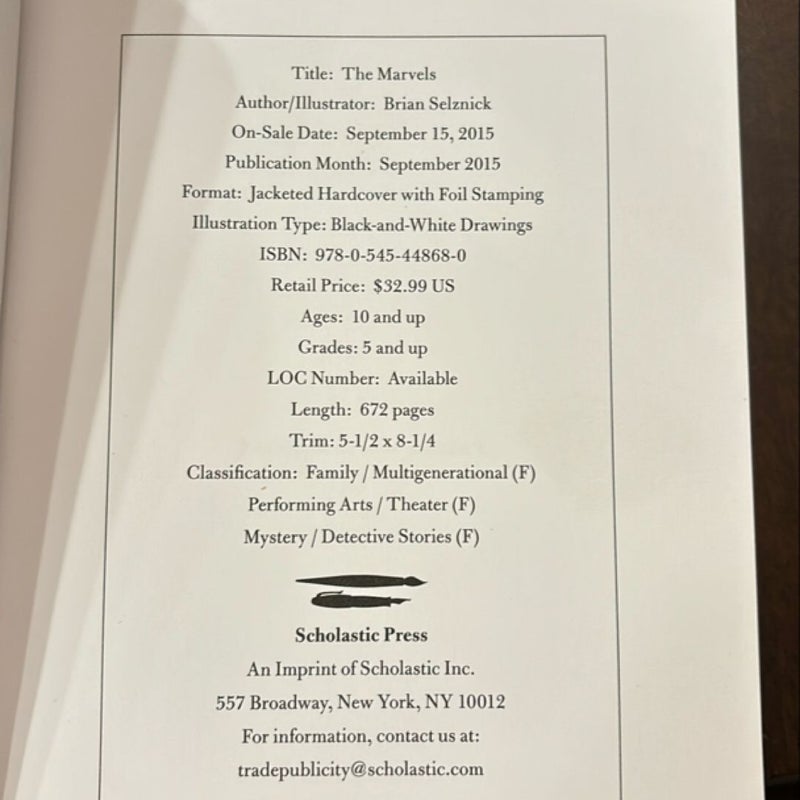 Title: The Marvels
Author/Illustrator: Brian Selznick
On-Sale Date: September 15, 2015
Publication Month: September 2015
Format: Jacketed Hardcover with Foil Stamping
Illustration Type: Black-and-White Drawings
ISBN: 978-0-545-44868-0
Retail Price: $32.99 US
Ages: 10 and up
Grades: 5 and up
LOC Number: Available
Length: 672 pages
Trim: 5-1/2 x 8-1/4
Classification: Family / Multigenerational (F)
Performing Arts / Theater (F)
Mystery / Detective Stories (F)
Scholastic Press
An Imprint of Scholastic Inc.
557 Broadway, New York, NY 10012
For information, contact us at:
tradepublicity@scholastic.com